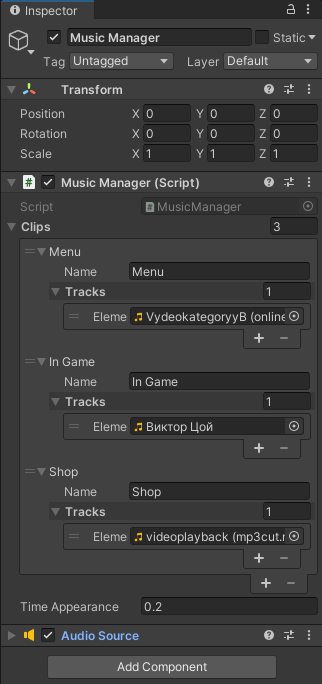 Inspector
Music Manager Static
Tag Untagged Layer Default
Transform
Position X 0 Y 0 Z 0
Rotation X 0 Y 0 Z 0
Scale X 1 Y 1 Z 1
Music Manager (Script)
Script MusicManager
Clips 3
Menu
Name Menu
Tracks 1
Eleme VydeokategoryyB (online
In Game
Name In Game
Tracks 1
Eleme Виктор Цой
Shop
Name Shop
Tracks 1
Eleme videoplayback (mp3cut.n
Time Appearance 0.2
Audio Source
Add Component